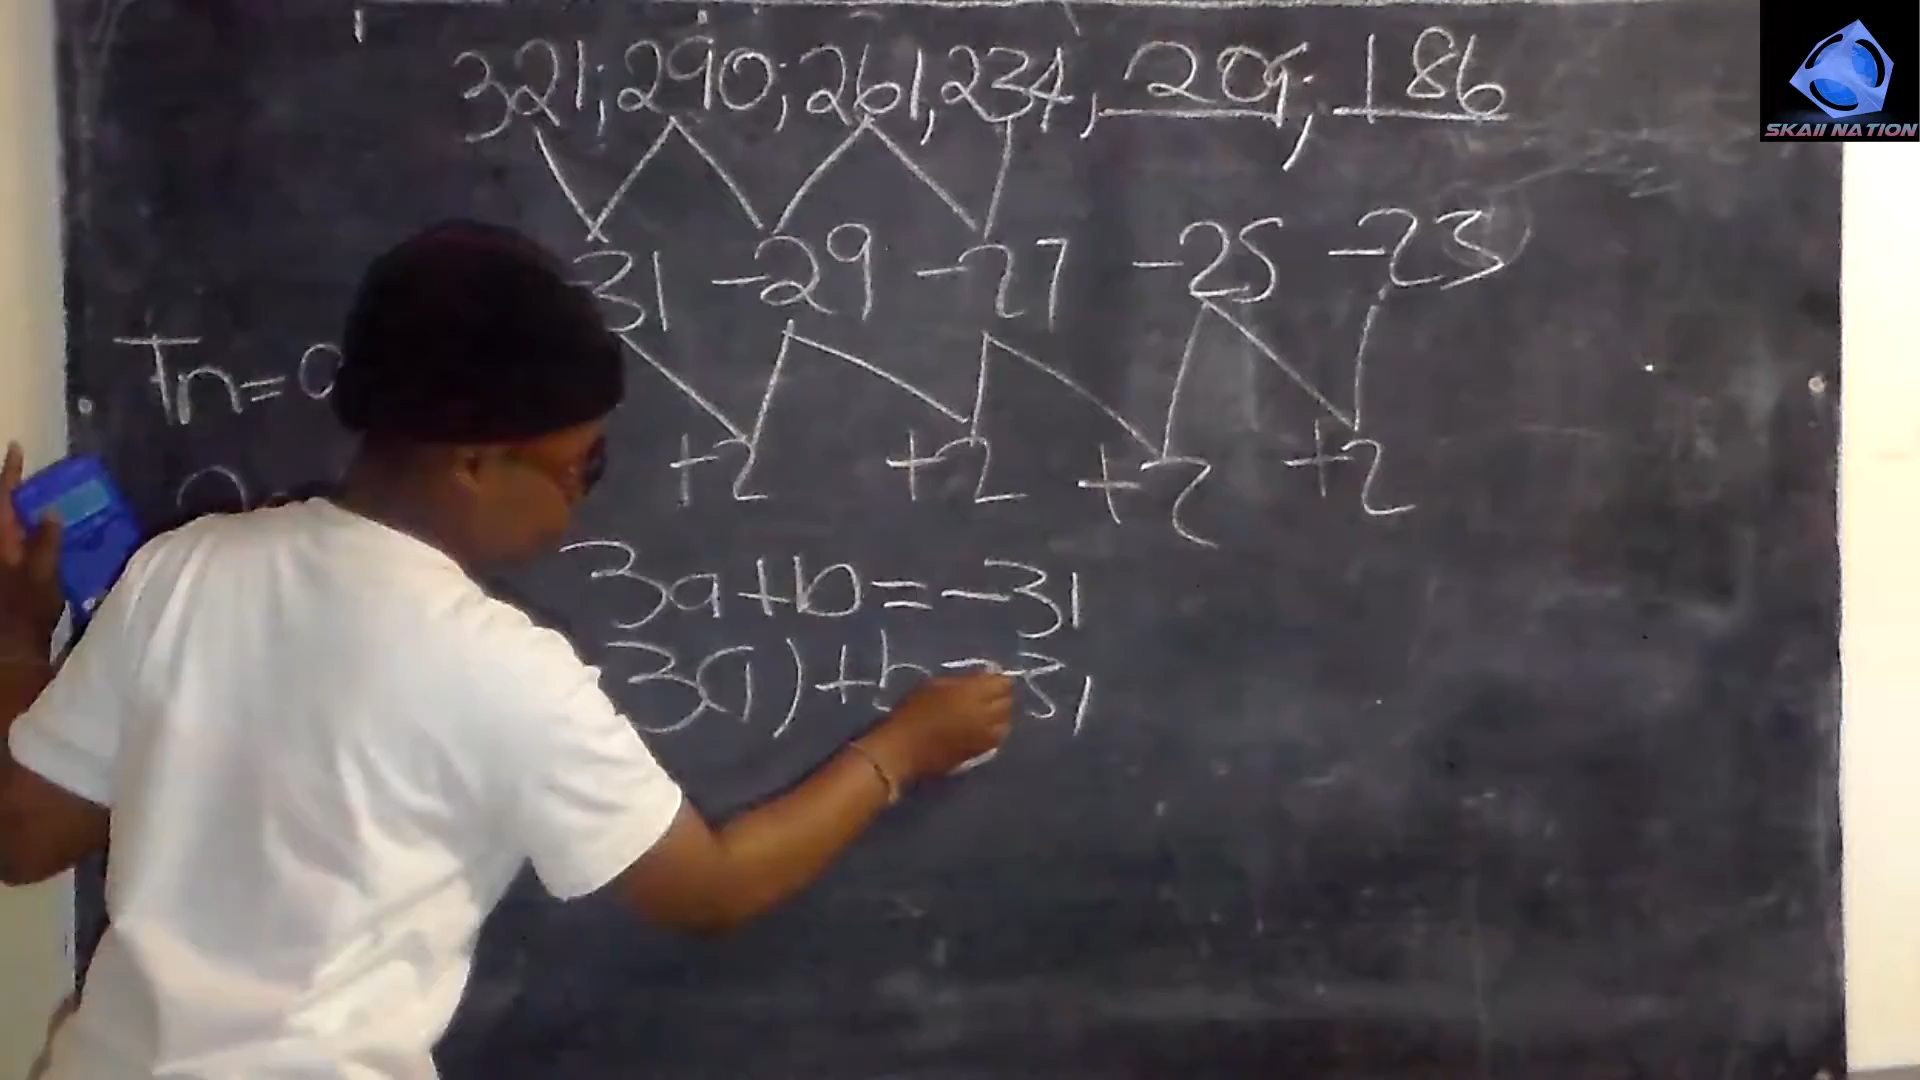 321; 290; 261, 234, 209; 186
SKAII NATION
31 -29 -27 -25 -23
Tn=
+2 +2 +2 +2
3a+b=-31
3(1)+b=-31